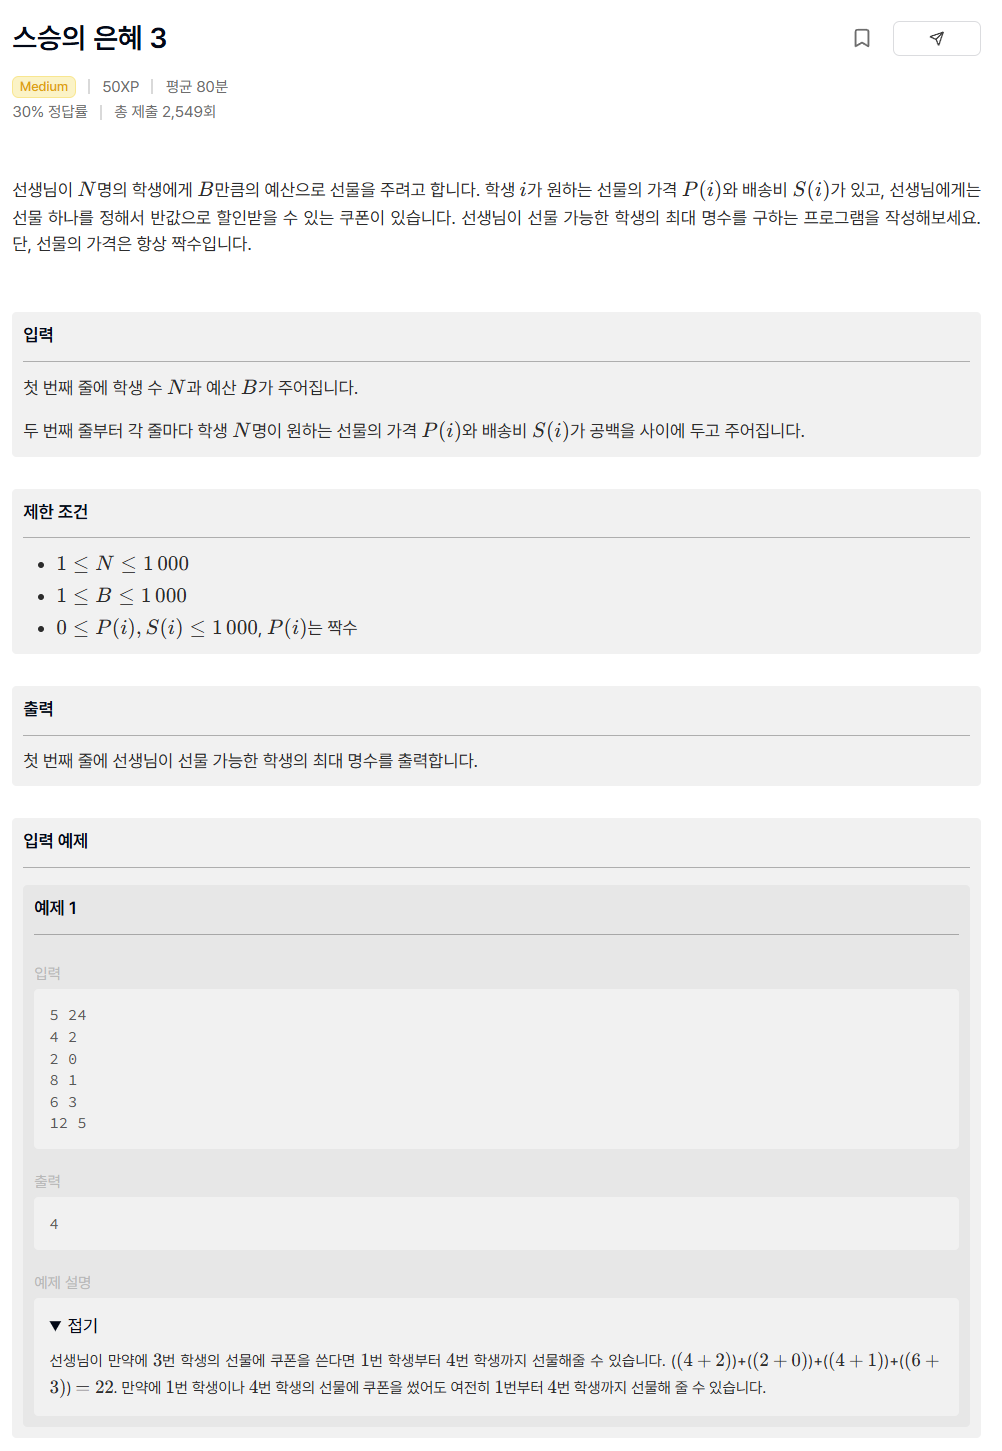 스승의 은혜 3
Medium | 50XP | 평균 80분
30% 정답률 | 총 제출 2,549회
선생님이 N명의 학생에게 B만큼의 예산으로 선물을 주려고 합니다. 학생 i가 원하는 선물의 가격 P(i)와 배송비 S(i)가 있고, 선생님에게는
선물 하나를 정해서 반값으로 할인받을 수 있는 쿠폰이 있습니다. 선생님이 선물 가능한 학생의 최대 명수를 구하는 프로그램을 작성해보세요.
단, 선물의 가격은 항상 짝수입니다.
입력
첫 번째 줄에 학생 수 N과 예산 B가 주어집니다.
두 번째 줄부터 각 줄마다 학생 N명이 원하는 선물의 가격 P(i)와 배송비 S(i)가 공백을 사이에 두고 주어집니다.
제한 조건
• 1 ≤ N ≤ 1 000
• 1 ≤ B ≤ 1 000
• 0 ≤ P(i), S(i) ≤ 1 000, P(i)는 짝수
출력
첫 번째 줄에 선생님이 선물 가능한 학생의 최대 명수를 출력합니다.
입력 예제
예제 1
입력
5 24
4 2
2 0
8 1
6 3
12 5
출력
4
예제 설명
▼ 접기
선생님이 만약에 3번 학생의 선물에 쿠폰을 쓴다면 1번 학생부터 4번 학생까지 선물해줄 수 있습니다. ((4 + 2))+((2 + 0))+((4 + 1))+((6 +
3)) = 22. 만약에 1번 학생이나 4번 학생의 선물에 쿠폰을 썼어도 여전히 1번부터 4번 학생까지 선물해 줄 수 있습니다.